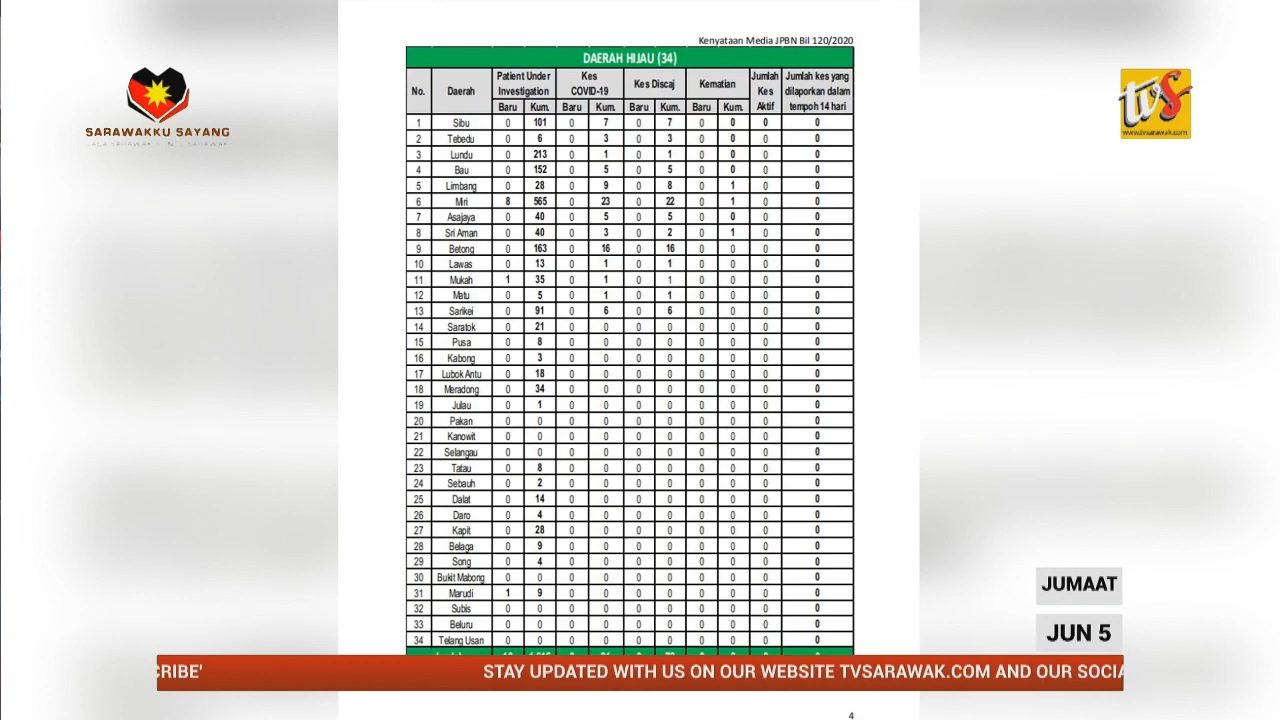 Kenyataan Media JPBN Bil 120/2020
DAERAH HIJAU (34)
No. Daerah Patient Under Investigation Kes COVID-19 Kes Discaj Kematian Jumlah Kes Aktif Jumlah kes yang dilaporkan dalam tempoh 14 hari
Baru Kum. Baru Kum. Baru Kum. Baru Kum.
1 Sibu 0 101 0 7 0 7 0 0 0 0
2 Tebedu 0 6 0 3 0 3 0 0 0 0
3 Lundu 0 213 0 1 0 1 0 0 0 0
4 Bau 0 152 0 5 0 5 0 0 0 0
5 Limbang 0 28 0 9 0 8 0 1 0 0
6 Miri 8 565 0 23 0 22 0 1 0 0
7 Asajaya 0 40 0 5 0 5 0 0 0 0
8 Sri Aman 0 40 0 3 0 2 0 1 0 0
9 Betong 0 163 0 16 0 16 0 0 0 0
10 Lawas 0 13 0 1 0 1 0 0 0 0
11 Mukah 1 35 0 1 0 1 0 0 0 0
12 Matu 0 5 0 1 0 1 0 0 0 0
13 Sarikei 0 91 0 6 0 6 0 0 0 0
14 Saratok 0 21 0 0 0 0 0 0 0 0
15 Pusa 0 8 0 0 0 0 0 0 0 0
16 Kabong 0 3 0 0 0 0 0 0 0 0
17 Lubok Antu 0 18 0 0 0 0 0 0 0 0
18 Meradong 0 34 0 0 0 0 0 0 0 0
19 Julau 0 1 0 0 0 0 0 0 0 0
20 Pakan 0 0 0 0 0 0 0 0 0 0
21 Kanowit 0 0 0 0 0 0 0 0 0 0
22 Selangau 0 0 0 0 0 0 0 0 0 0
23 Tatau 0 8 0 0 0 0 0 0 0 0
24 Sebauh 0 2 0 0 0 0 0 0 0 0
25 Dalat 0 14 0 0 0 0 0 0 0 0
26 Daro 0 4 0 0 0 0 0 0 0 0
27 Kapit 0 28 0 0 0 0 0 0 0 0
28 Belaga 0 9 0 0 0 0 0 0 0 0
29 Song 0 4 0 0 0 0 0 0 0 0
30 Bukit Mabong 0 0 0 0 0 0 0 0 0 0
31 Marudi 1 9 0 0 0 0 0 0 0 0
32 Subis 0 0 0 0 0 0 0 0 0 0
33 Beluru 0 0 0 0 0 0 0 0 0 0
34 Telang Usan 0 0 0 0 0 0 0 0 0 0
4
SARAWAKKU SAYANG
tvS
www.tvsarawak.com
JUMAAT
JUN 5
CRIBE' STAY UPDATED WITH US ON OUR WEBSITE TVSARAWAK.COM AND OUR SOCIA